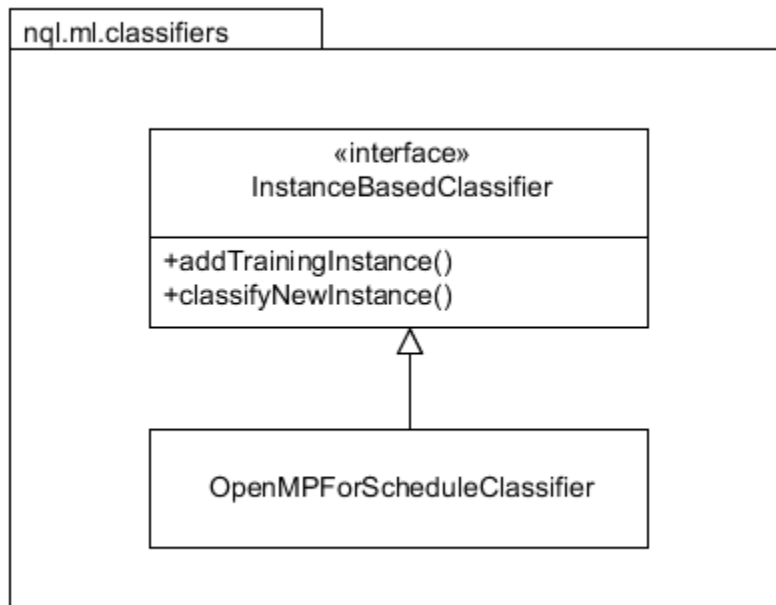 nql.ml.classifiers
«interface»
InstanceBasedClassifier
+addTrainingInstance()
+classifyNewInstance()
OpenMPForScheduleClassifier